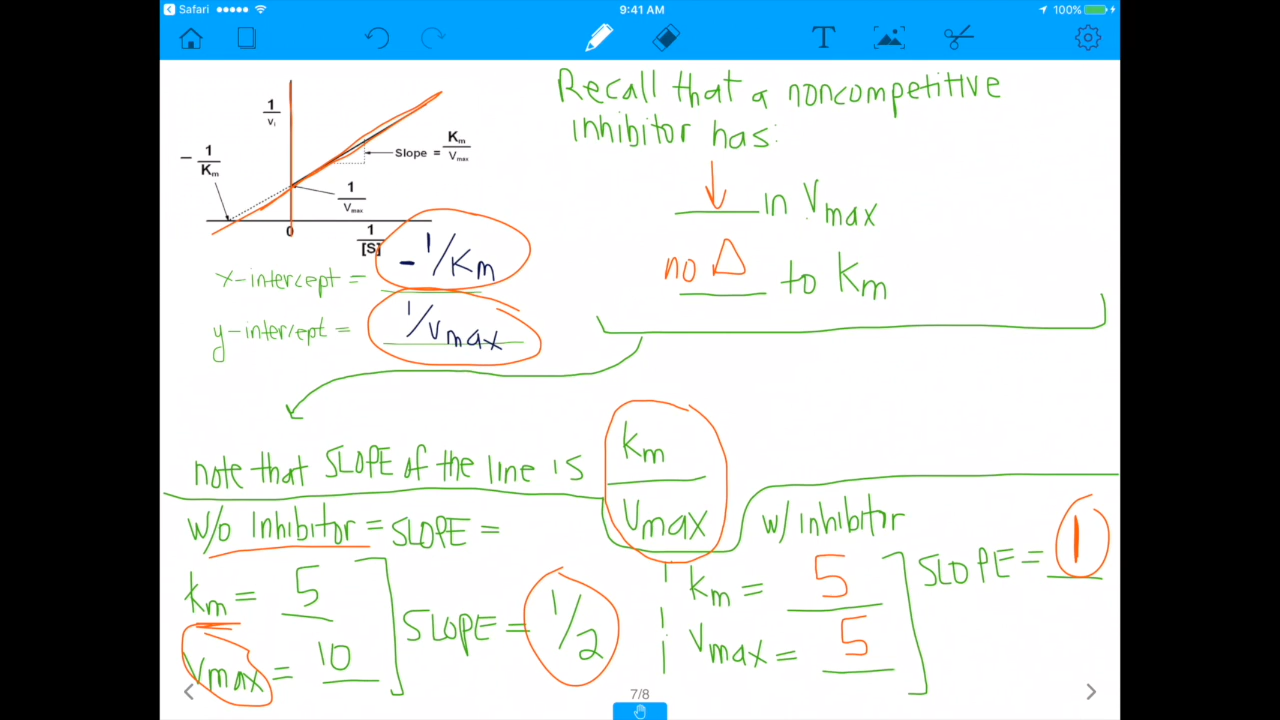 Safari
9:41 AM
100%
T
1
Vi
1
Km
Slope = Km
Vmax
1
Vmax
0
1
[S]
x-intercept = -1/Km
y-intercept = 1/Vmax
Recall that a noncompetitive
inhibitor has:
↓ in Vmax
no Δ to Km
note that SLOPE of the line is Km
Vmax
w/o inhibitor = SLOPE =
Km = 5
Vmax = 10
SLOPE = 1/2
w/ inhibitor
Km = 5
Vmax = 5
SLOPE = 1
7/8